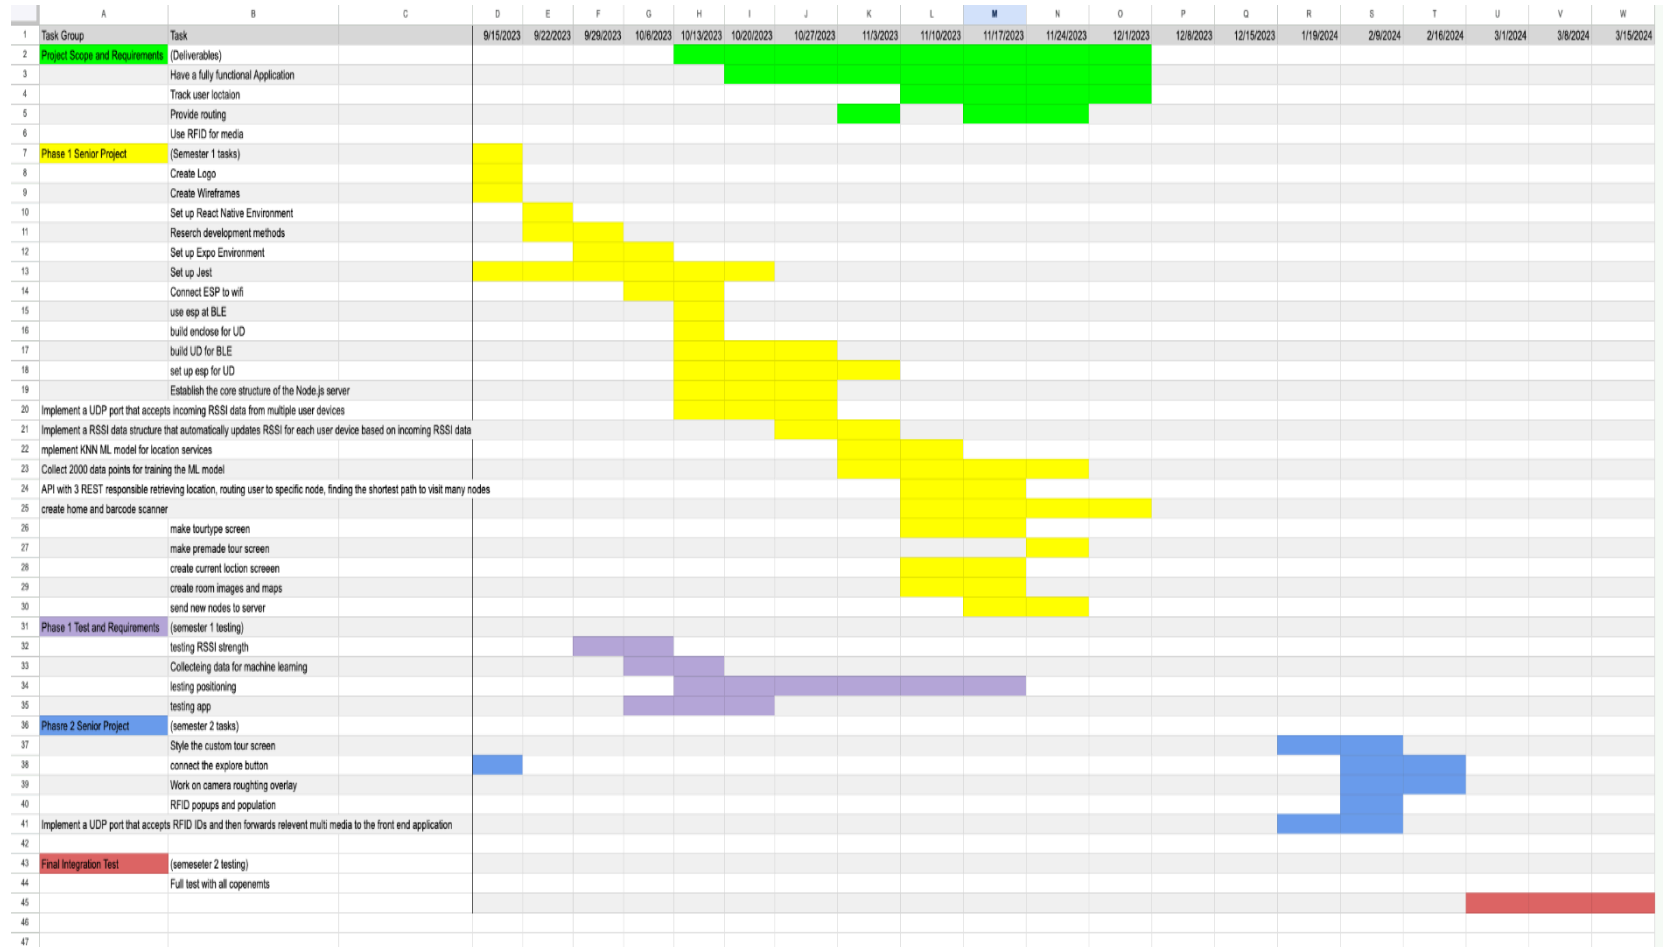 A B C D E F G H I J K L M N O P Q R S T U V W
1 Task Group Task 9/15/2023 9/22/2023 9/29/2023 10/6/2023 10/13/2023 10/20/2023 10/27/2023 11/3/2023 11/10/2023 11/17/2023 11/24/2023 12/1/2023 12/8/2023 12/15/2023 1/19/2024 2/9/2024 2/16/2024 3/1/2024 3/8/2024 3/15/2024
2 Project Scope and Requirements (Deliverables)
3 Have a fully functional Application
4 Track user loctaion
5 Provide routing
6 Use RFID for media
7 Phase 1 Senior Project (Semester 1 tasks)
8 Create Logo
9 Create Wireframes
10 Set up React Native Environment
11 Reserch development methods
12 Set up Expo Environment
13 Set up Jest
14 Connect ESP to wifi
15 use esp at BLE
16 build enclose for UD
17 build UD for BLE
18 set up esp for UD
19 Establish the core structure of the Node.js server
20 Implement a UDP port that accepts incoming RSSI data from multiple user devices
21 Implement a RSSI data structure that automatically updates RSSI for each user device based on incoming RSSI data
22 mplement KNN ML model for location services
23 Collect 2000 data points for training the ML model
24 API with 3 REST responsible retrieving location, routing user to specific node, finding the shortest path to visit many nodes
25 create home and barcode scanner
26 make tourtype screen
27 make premade tour screen
28 create current loction screeen
29 create room images and maps
30 send new nodes to server
31 Phase 1 Test and Requirements (semester 1 testing)
32 testing RSSI strength
33 Collecteing data for machine learning
34 testing positioning
35 testing app
36 Phasre 2 Senior Project (semester 2 tasks)
37 Style the custom tour screen
38 connect the explore button
39 Work on camera roughting overlay
40 RFID popups and population
41 Implement a UDP port that accepts RFID IDs and then forwards relevent multi media to the front end application
42
43 Final Integration Test (semeseter 2 testing)
44 Full test with all copenemts
45
46
47